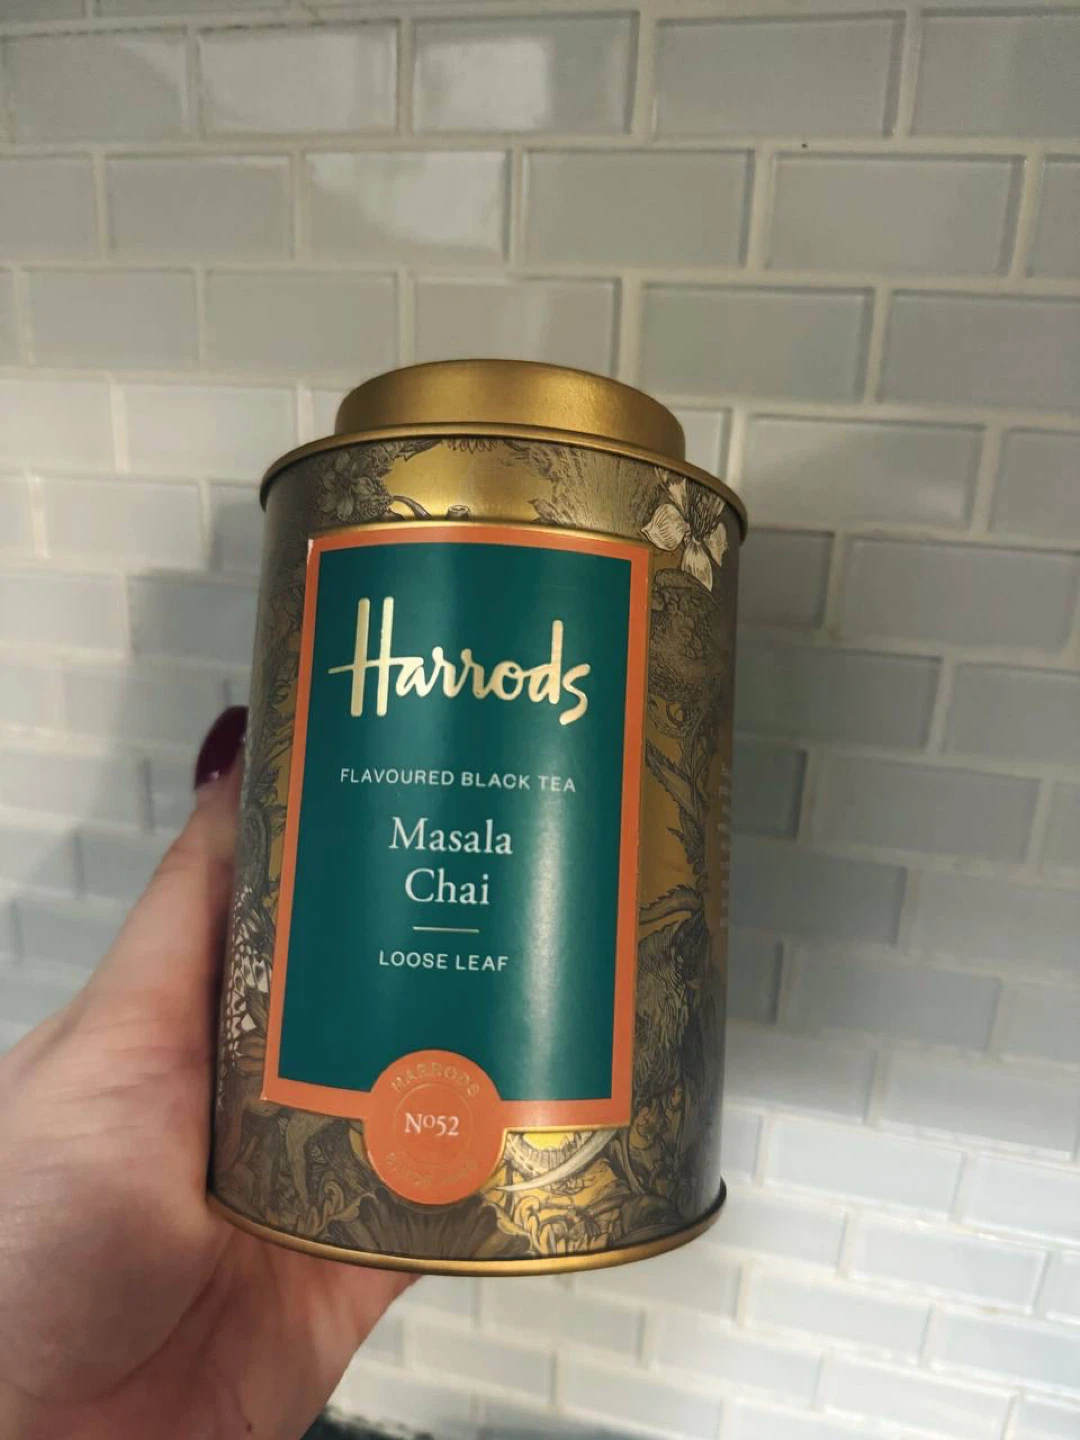 Harrods
FLAVOURED BLACK TEA
Masala
Chai
LOOSE LEAF
HARRODS
Nº52